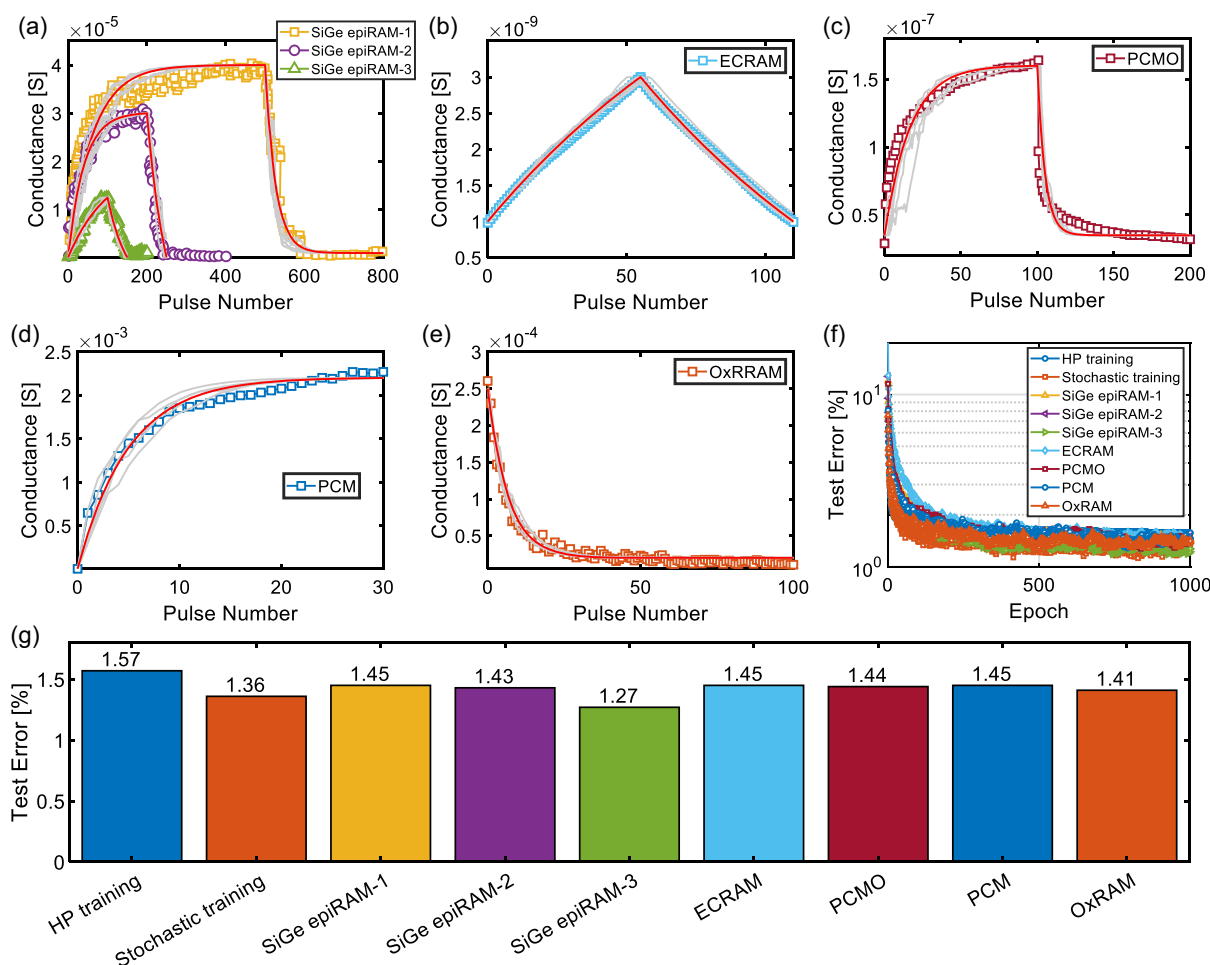 (a)
×10⁻⁵
SiGe epiRAM-1
SiGe epiRAM-2
SiGe epiRAM-3
Conductance [S]
4
3
2
1
0
0 200 400 600 800
Pulse Number
(b)
×10⁻⁹
ECRAM
Conductance [S]
3.5
3
2.5
2
1.5
1
0.5
0 50 100
Pulse Number
(c)
×10⁻⁷
PCMO
Conductance [S]
1.5
1
0.5
0 50 100 150 200
Pulse Number
(d)
×10⁻³
Conductance [S]
2.5
2
1.5
1
0.5
0
PCM
0 10 20 30
Pulse Number
(e)
×10⁻⁴
OxRRAM
Conductance [S]
3
2.5
2
1.5
1
0.5
0
0 50 100
Pulse Number
(f)
Test Error [%]
10¹
10⁰
HP training
Stochastic training
SiGe epiRAM-1
SiGe epiRAM-2
SiGe epiRAM-3
ECRAM
PCMO
PCM
OxRAM
0 500 1000
Epoch
(g)
Test Error [%]
1.5
1
0.5
0
1.57 1.36 1.45 1.43 1.27 1.45 1.44 1.45 1.41
HP training
Stochastic training
SiGe epiRAM-1
SiGe epiRAM-2
SiGe epiRAM-3
ECRAM
PCMO
PCM
OxRAM